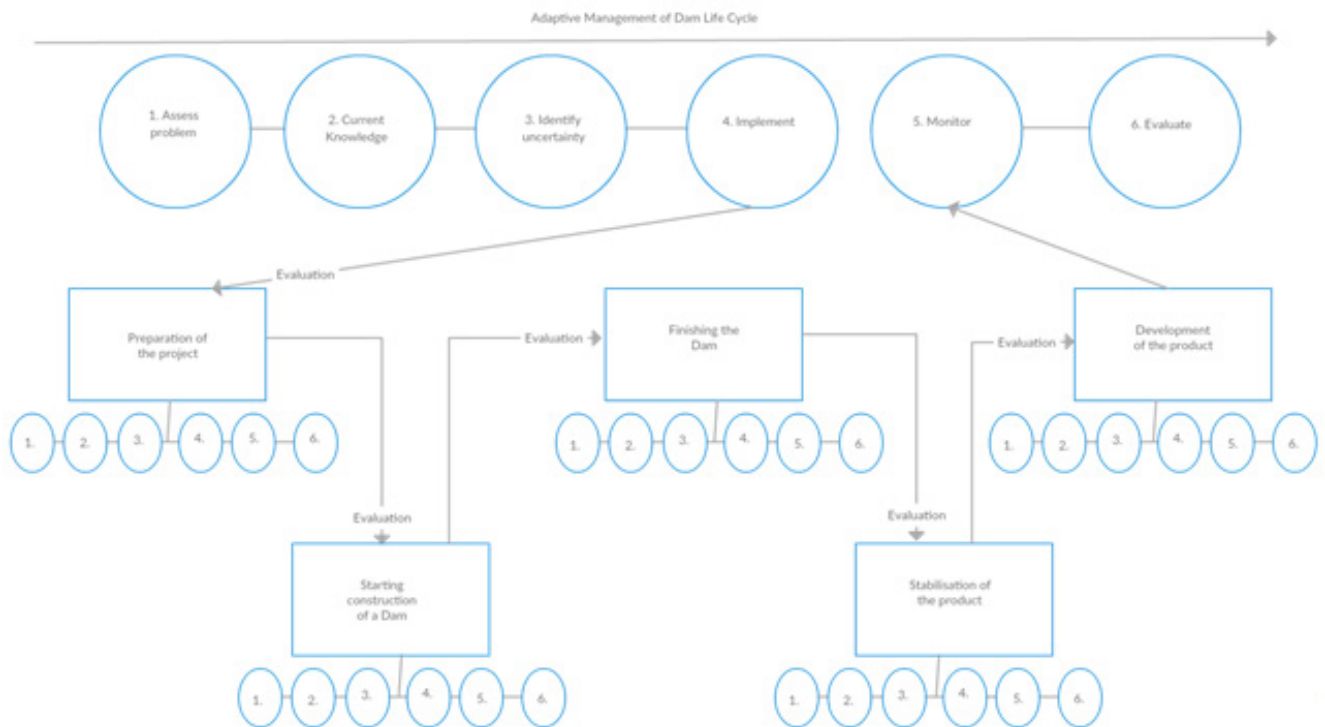 Adaptive Management of Dam Life Cycle
1. Assess
problem
2. Current
Knowledge
3. Identify
uncertainty
4. Implement
5. Monitor
6. Evaluate
Evaluation
Preparation of
the project
Evaluation
Finishing the
Dam
Evaluation
Development
of the product
1. 2. 3. 4. 5. 6.
1. 2. 3. 4. 5. 6.
1. 2. 3. 4. 5. 6.
Evaluation
Evaluation
Starting
construction
of a Dam
Stabilisation of
the product
1. 2. 3. 4. 5. 6.
1. 2. 3. 4. 5. 6.